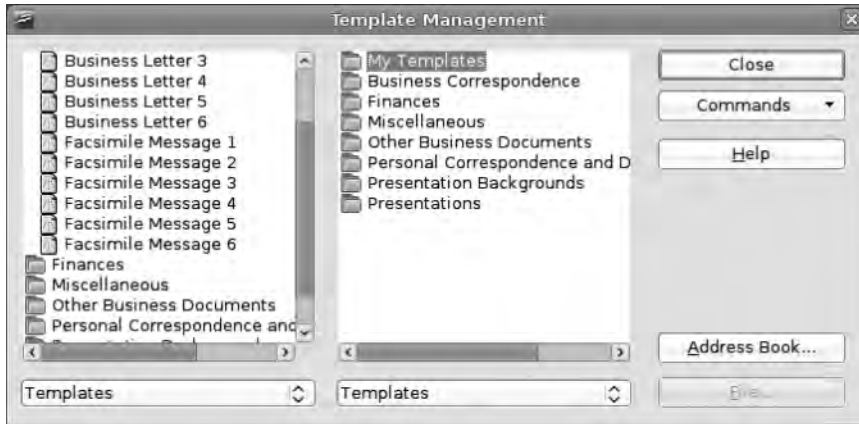 Template Management
Business Letter 3
Business Letter 4
Business Letter 5
Business Letter 6
Facsimile Message 1
Facsimile Message 2
Facsimile Message 3
Facsimile Message 4
Facsimile Message 5
Facsimile Message 6
Finances
Miscellaneous
Other Business Documents
Personal Correspondence and
Templates
My Templates
Business Correspondence
Finances
Miscellaneous
Other Business Documents
Personal Correspondence and D
Presentation Backgrounds
Presentations
Templates
Close
Commands
Help
Address Book...
File...